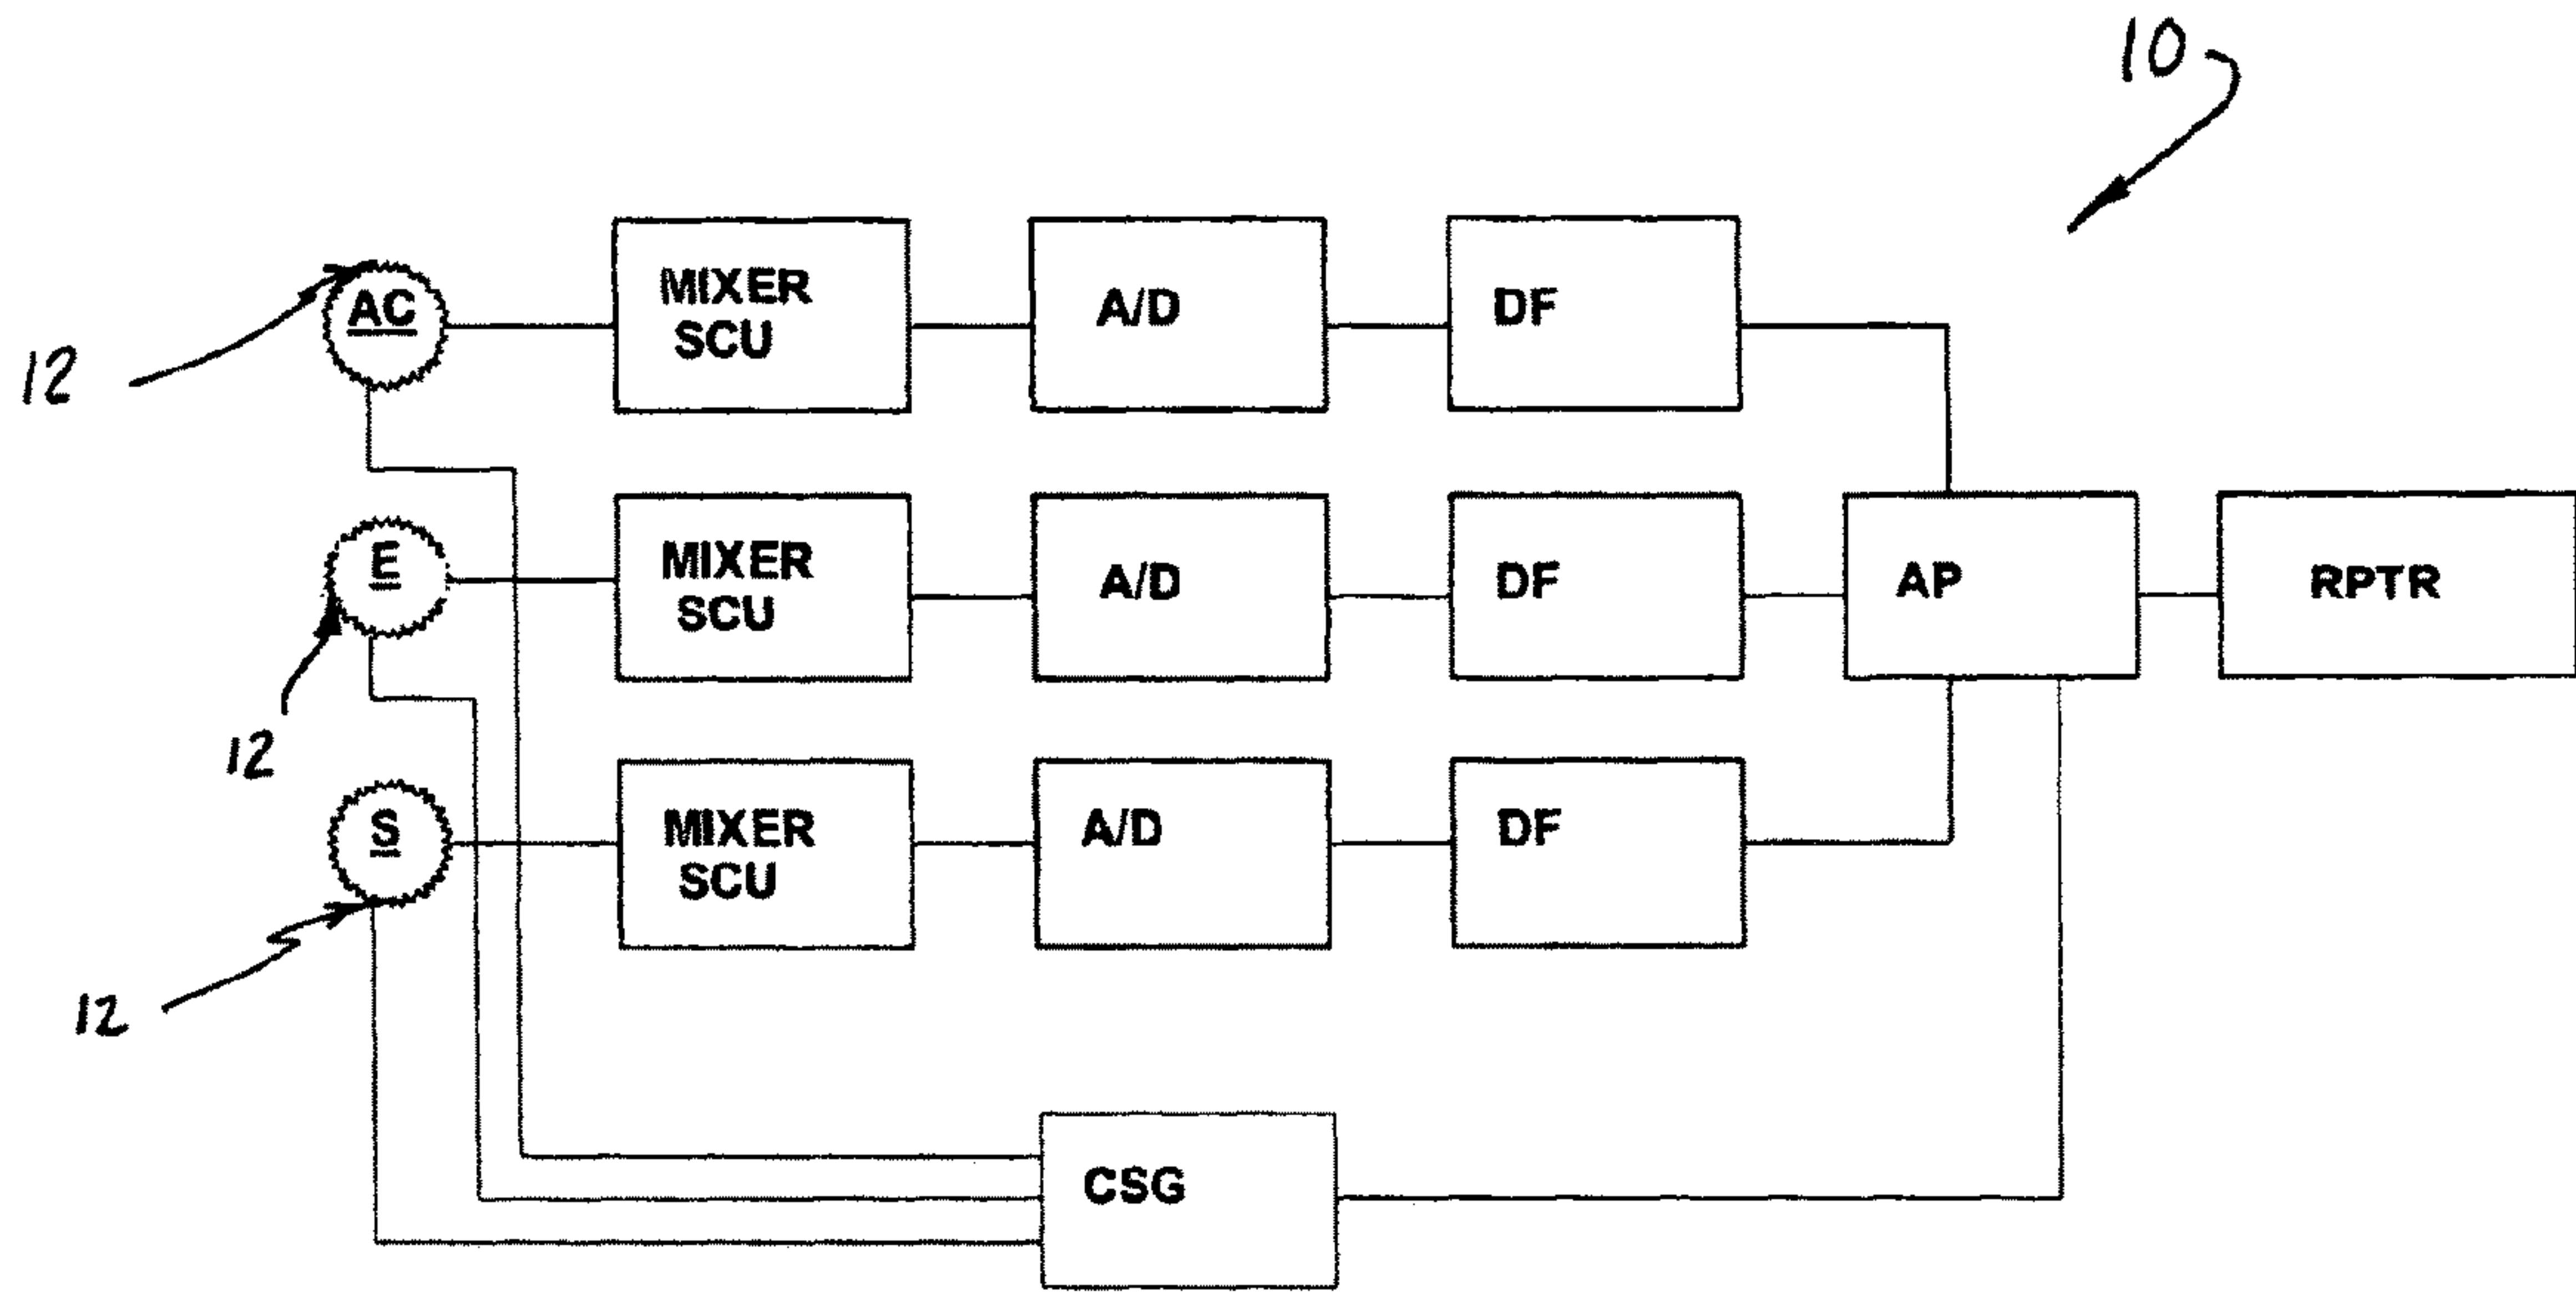 10
AC
MIXER
SCU
A/D
DF
12
E
MIXER
SCU
A/D
DF
AP
RPTR
12
S
MIXER
SCU
A/D
DF
12
CSG